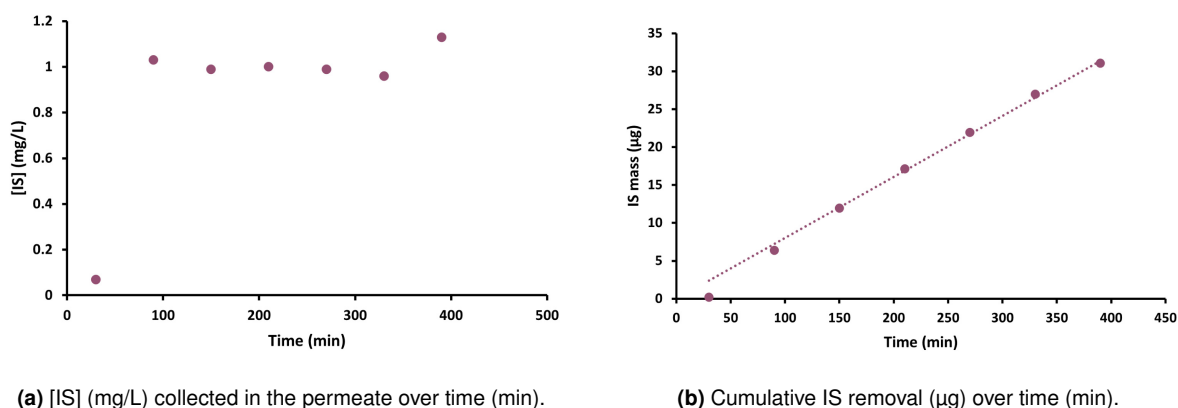 1.2
1
0.8
0.6
0.4
0.2
0
[IS] (mg/L)
0 100 200 300 400 500
Time (min)
(a) [IS] (mg/L) collected in the permeate over time (min).
35
30
25
20
15
10
5
0
IS mass (µg)
0 50 100 150 200 250 300 350 400 450
Time (min)
(b) Cumulative IS removal (µg) over time (min).